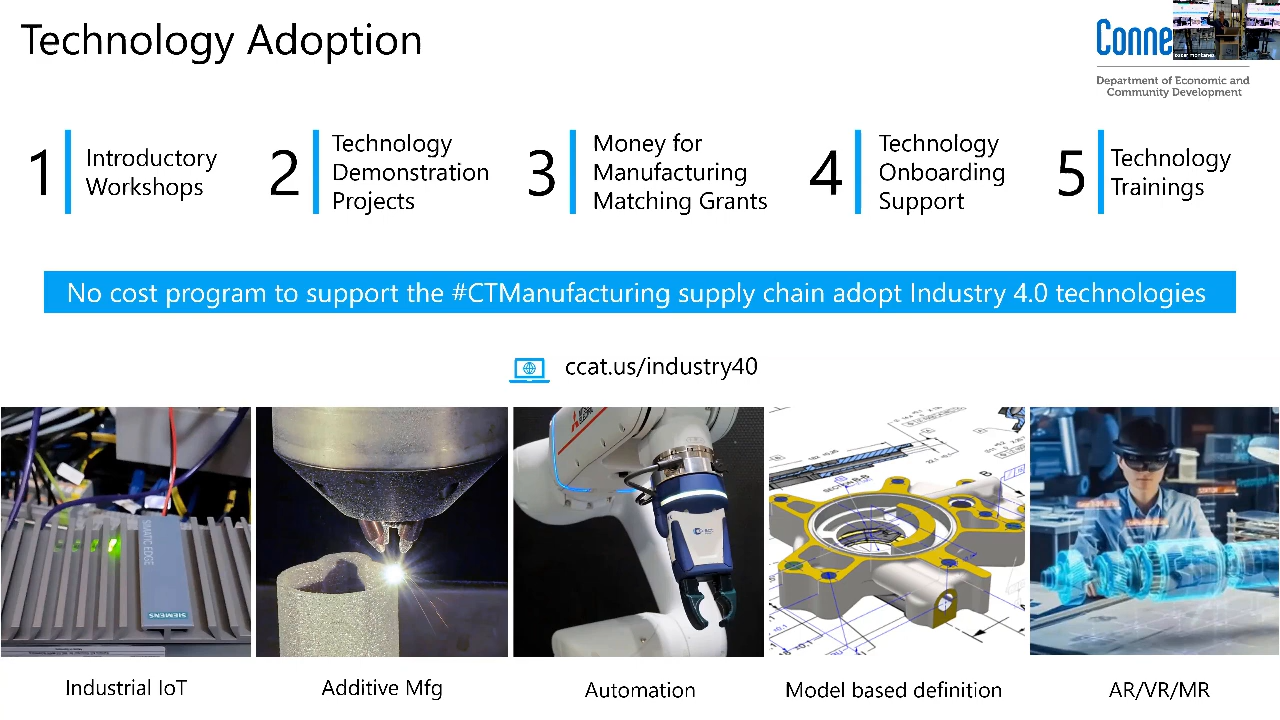 Technology Adoption
Conne
oscar montanez
Department of Economic and
Community Development
1
Introductory
Workshops
2
Technology
Demonstration
Projects
3
Money for
Manufacturing
Matching Grants
4
Technology
Onboarding
Support
5
Technology
Trainings
No cost program to support the #CTManufacturing supply chain adopt Industry 4.0 technologies
ccat.us/industry40
SIMATIC EDGE
SIEMENS
SECTION B-B
B
Industrial IoT
Additive Mfg
Automation
Model based definition
AR/VR/MR